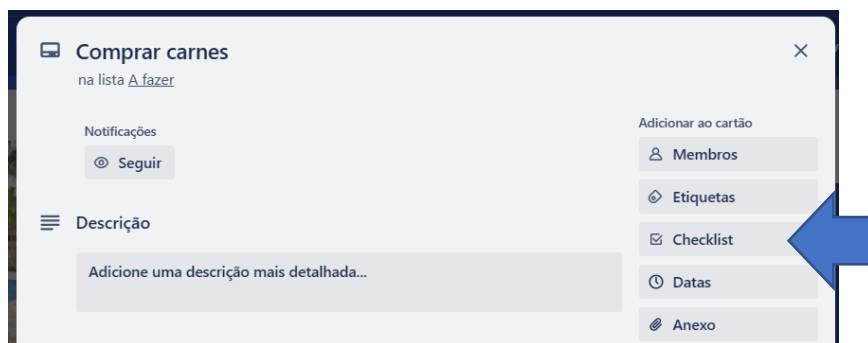 Comprar carnes
na lista A fazer
Notificações
Seguir
Descrição
Adicione uma descrição mais detalhada...
Adicionar ao cartão
Membros
Etiquetas
Checklist
Datas
Anexo